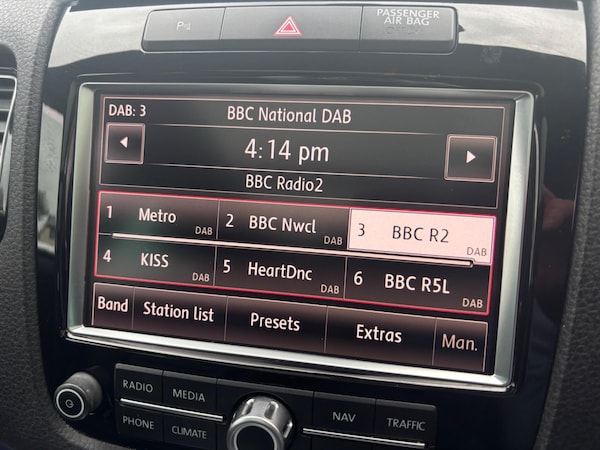 P
PASSENGER
AIR BAG
DAB: 3 BBC National DAB
4:14 pm
BBC Radio2
1 Metro DAB 2 BBC Nwcl DAB 3 BBC R2 DAB
4 KISS DAB 5 HeartDnc DAB 6 BBC R5L DAB
Band Station list Presets Extras Man.
RADIO MEDIA NAV TRAFFIC
PHONE CLIMATE